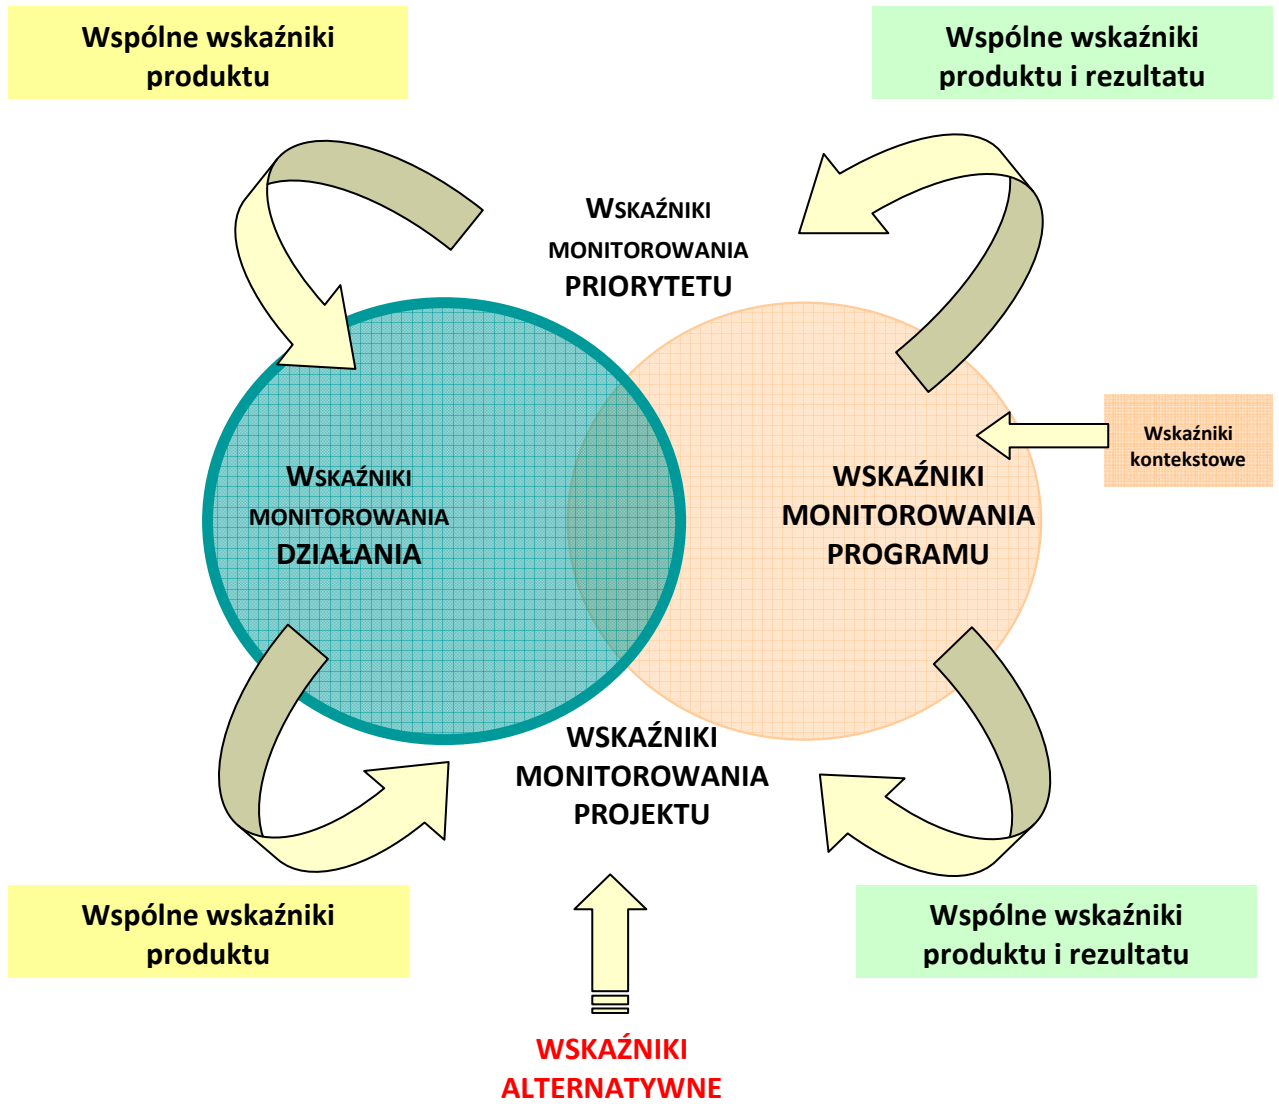 Wspólne wskaźniki
produktu
Wspólne wskaźniki
produktu i rezultatu
WSKAŹNIKI
MONITOROWANIA
PRIORYTETU
Wskaźniki
kontekstowe
WSKAŹNIKI
MONITOROWANIA
DZIAŁANIA
WSKAŹNIKI
MONITOROWANIA
PROGRAMU
WSKAŹNIKI
MONITOROWANIA
PROJEKTU
Wspólne wskaźniki
produktu
Wspólne wskaźniki
produktu i rezultatu
WSKAŹNIKI
ALTERNATYWNE